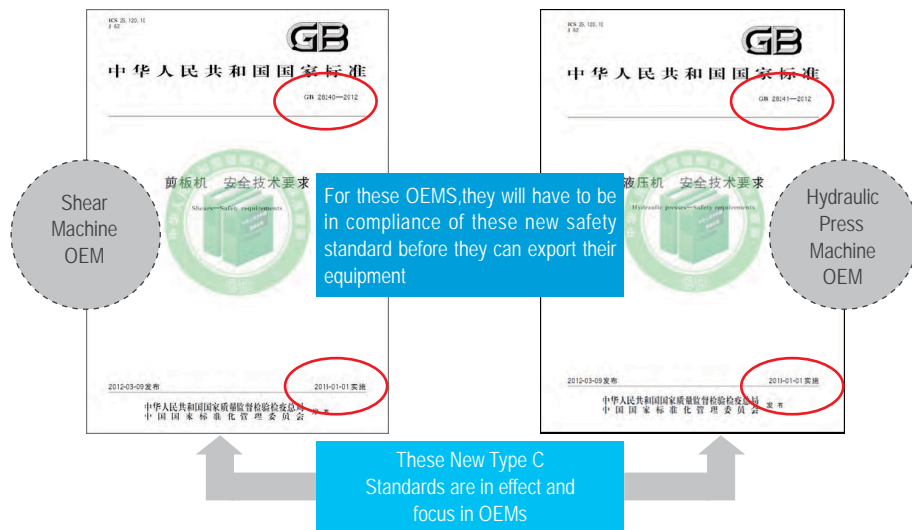 ICS 25.120.10
J 62
GB
中华人民共和国国家标准
GB 28240—2012
剪板机 安全技术要求
Shears—Safety requirements
2012-03-09发布
2013-01-01实施
中华人民共和国国家质量监督检验检疫总局
中国国家标准化管理委员会
发布
Shear
Machine
OEM
For these OEMS,they will have to be
in compliance of these new safety
standard before they can export their
equipment
ICS 25.120.10
J 62
GB
中华人民共和国国家标准
GB 28241—2012
液压机 安全技术要求
Hydraulic presses—Safety requirements
2012-03-09发布
2013-01-01实施
中华人民共和国国家质量监督检验检疫总局
中国国家标准化管理委员会
发布
Hydraulic
Press
Machine
OEM
These New Type C
Standards are in effect and
focus in OEMs